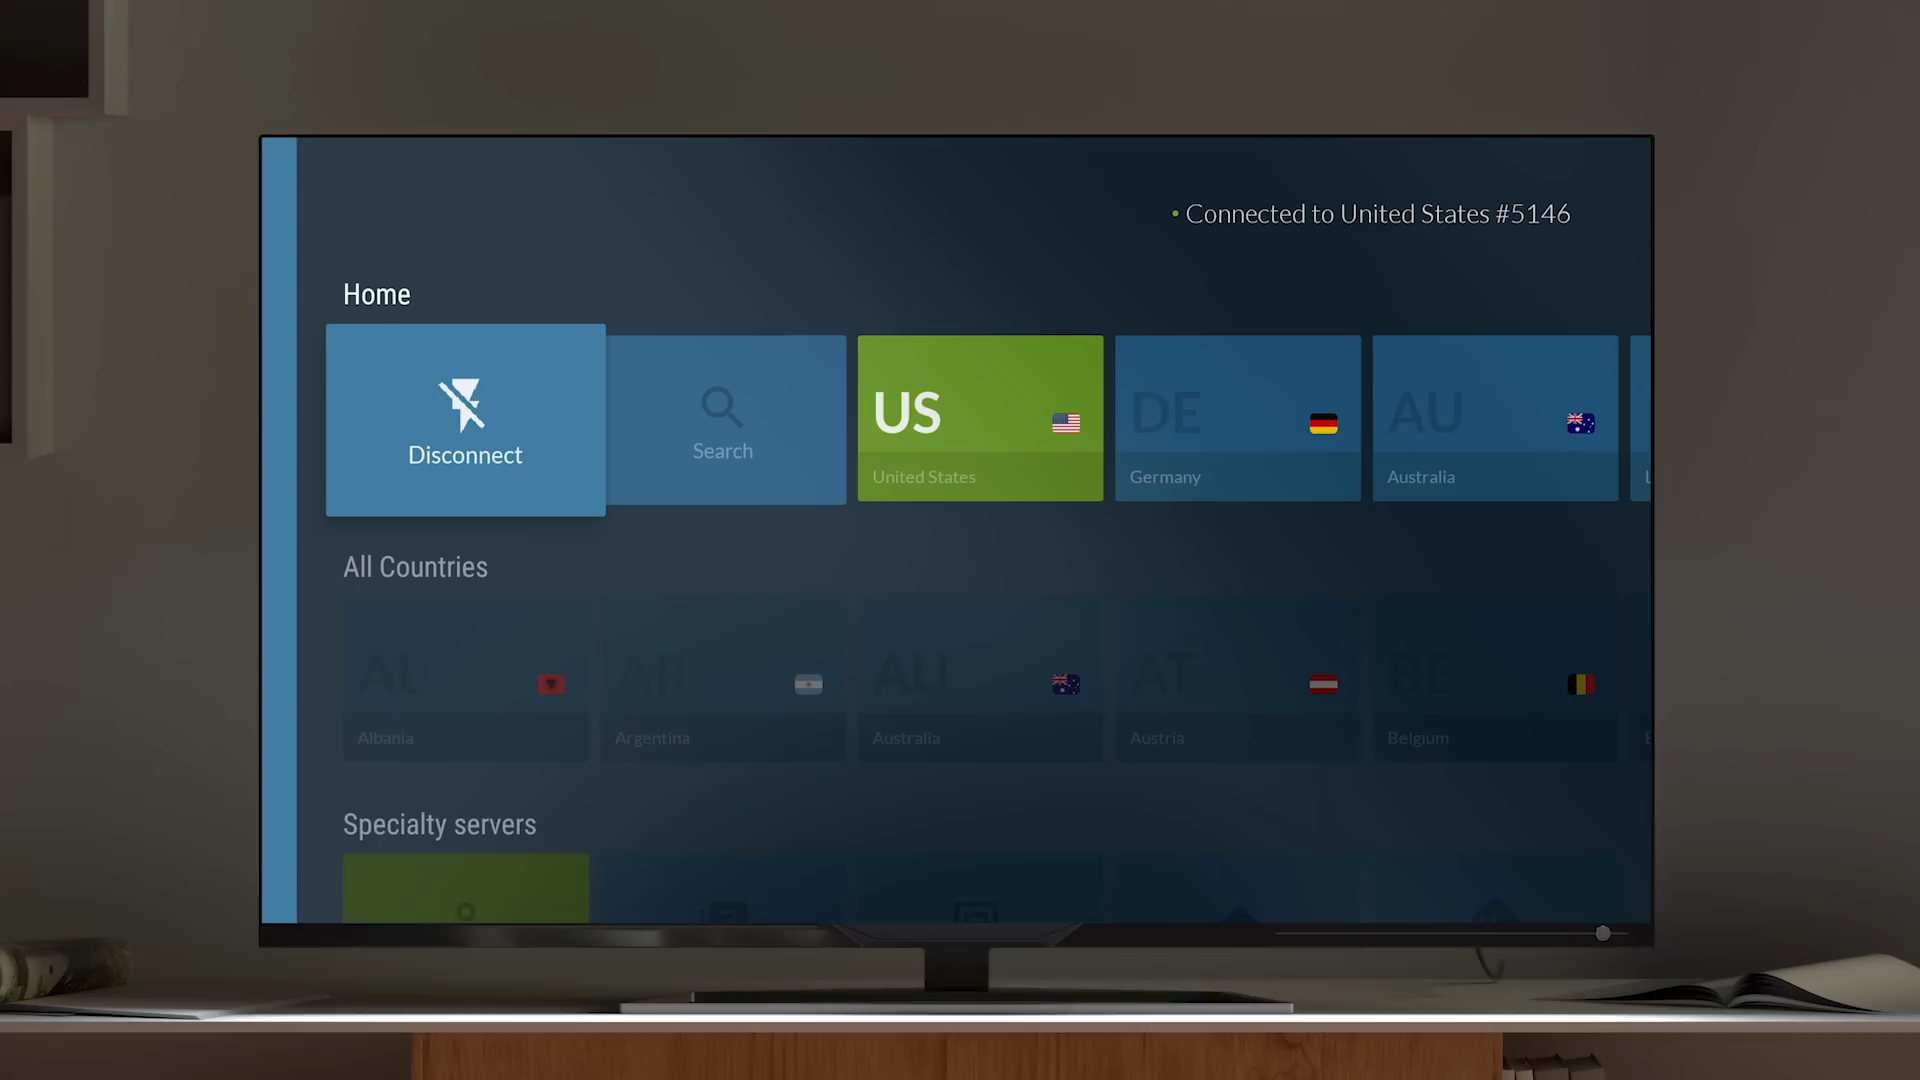 Connected to United States #5146
Home
Disconnect
Search
US
United States
DE
Germany
AU
Australia
All Countries
AL
Albania
AR
Argentina
AU
Australia
AT
Austria
BE
Belgium
Specialty servers